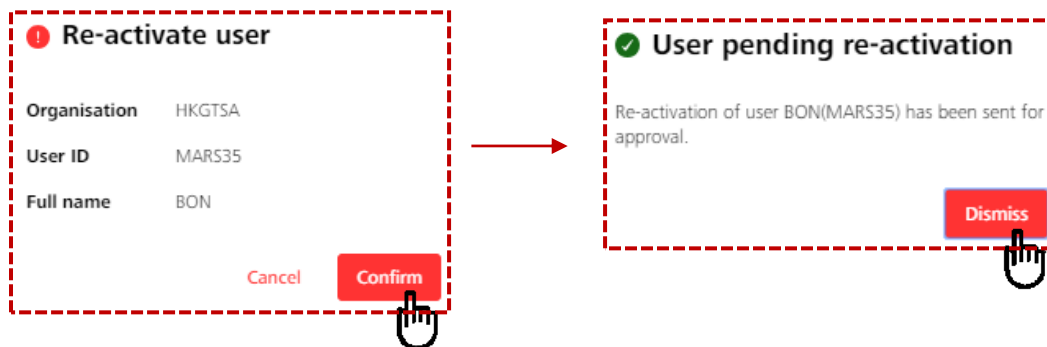 Re-activate user
Organisation HKGTSA
User ID MARS35
Full name BON
Cancel Confirm
User pending re-activation
Re-activation of user BON(MARS35) has been sent for
approval.
Dismiss